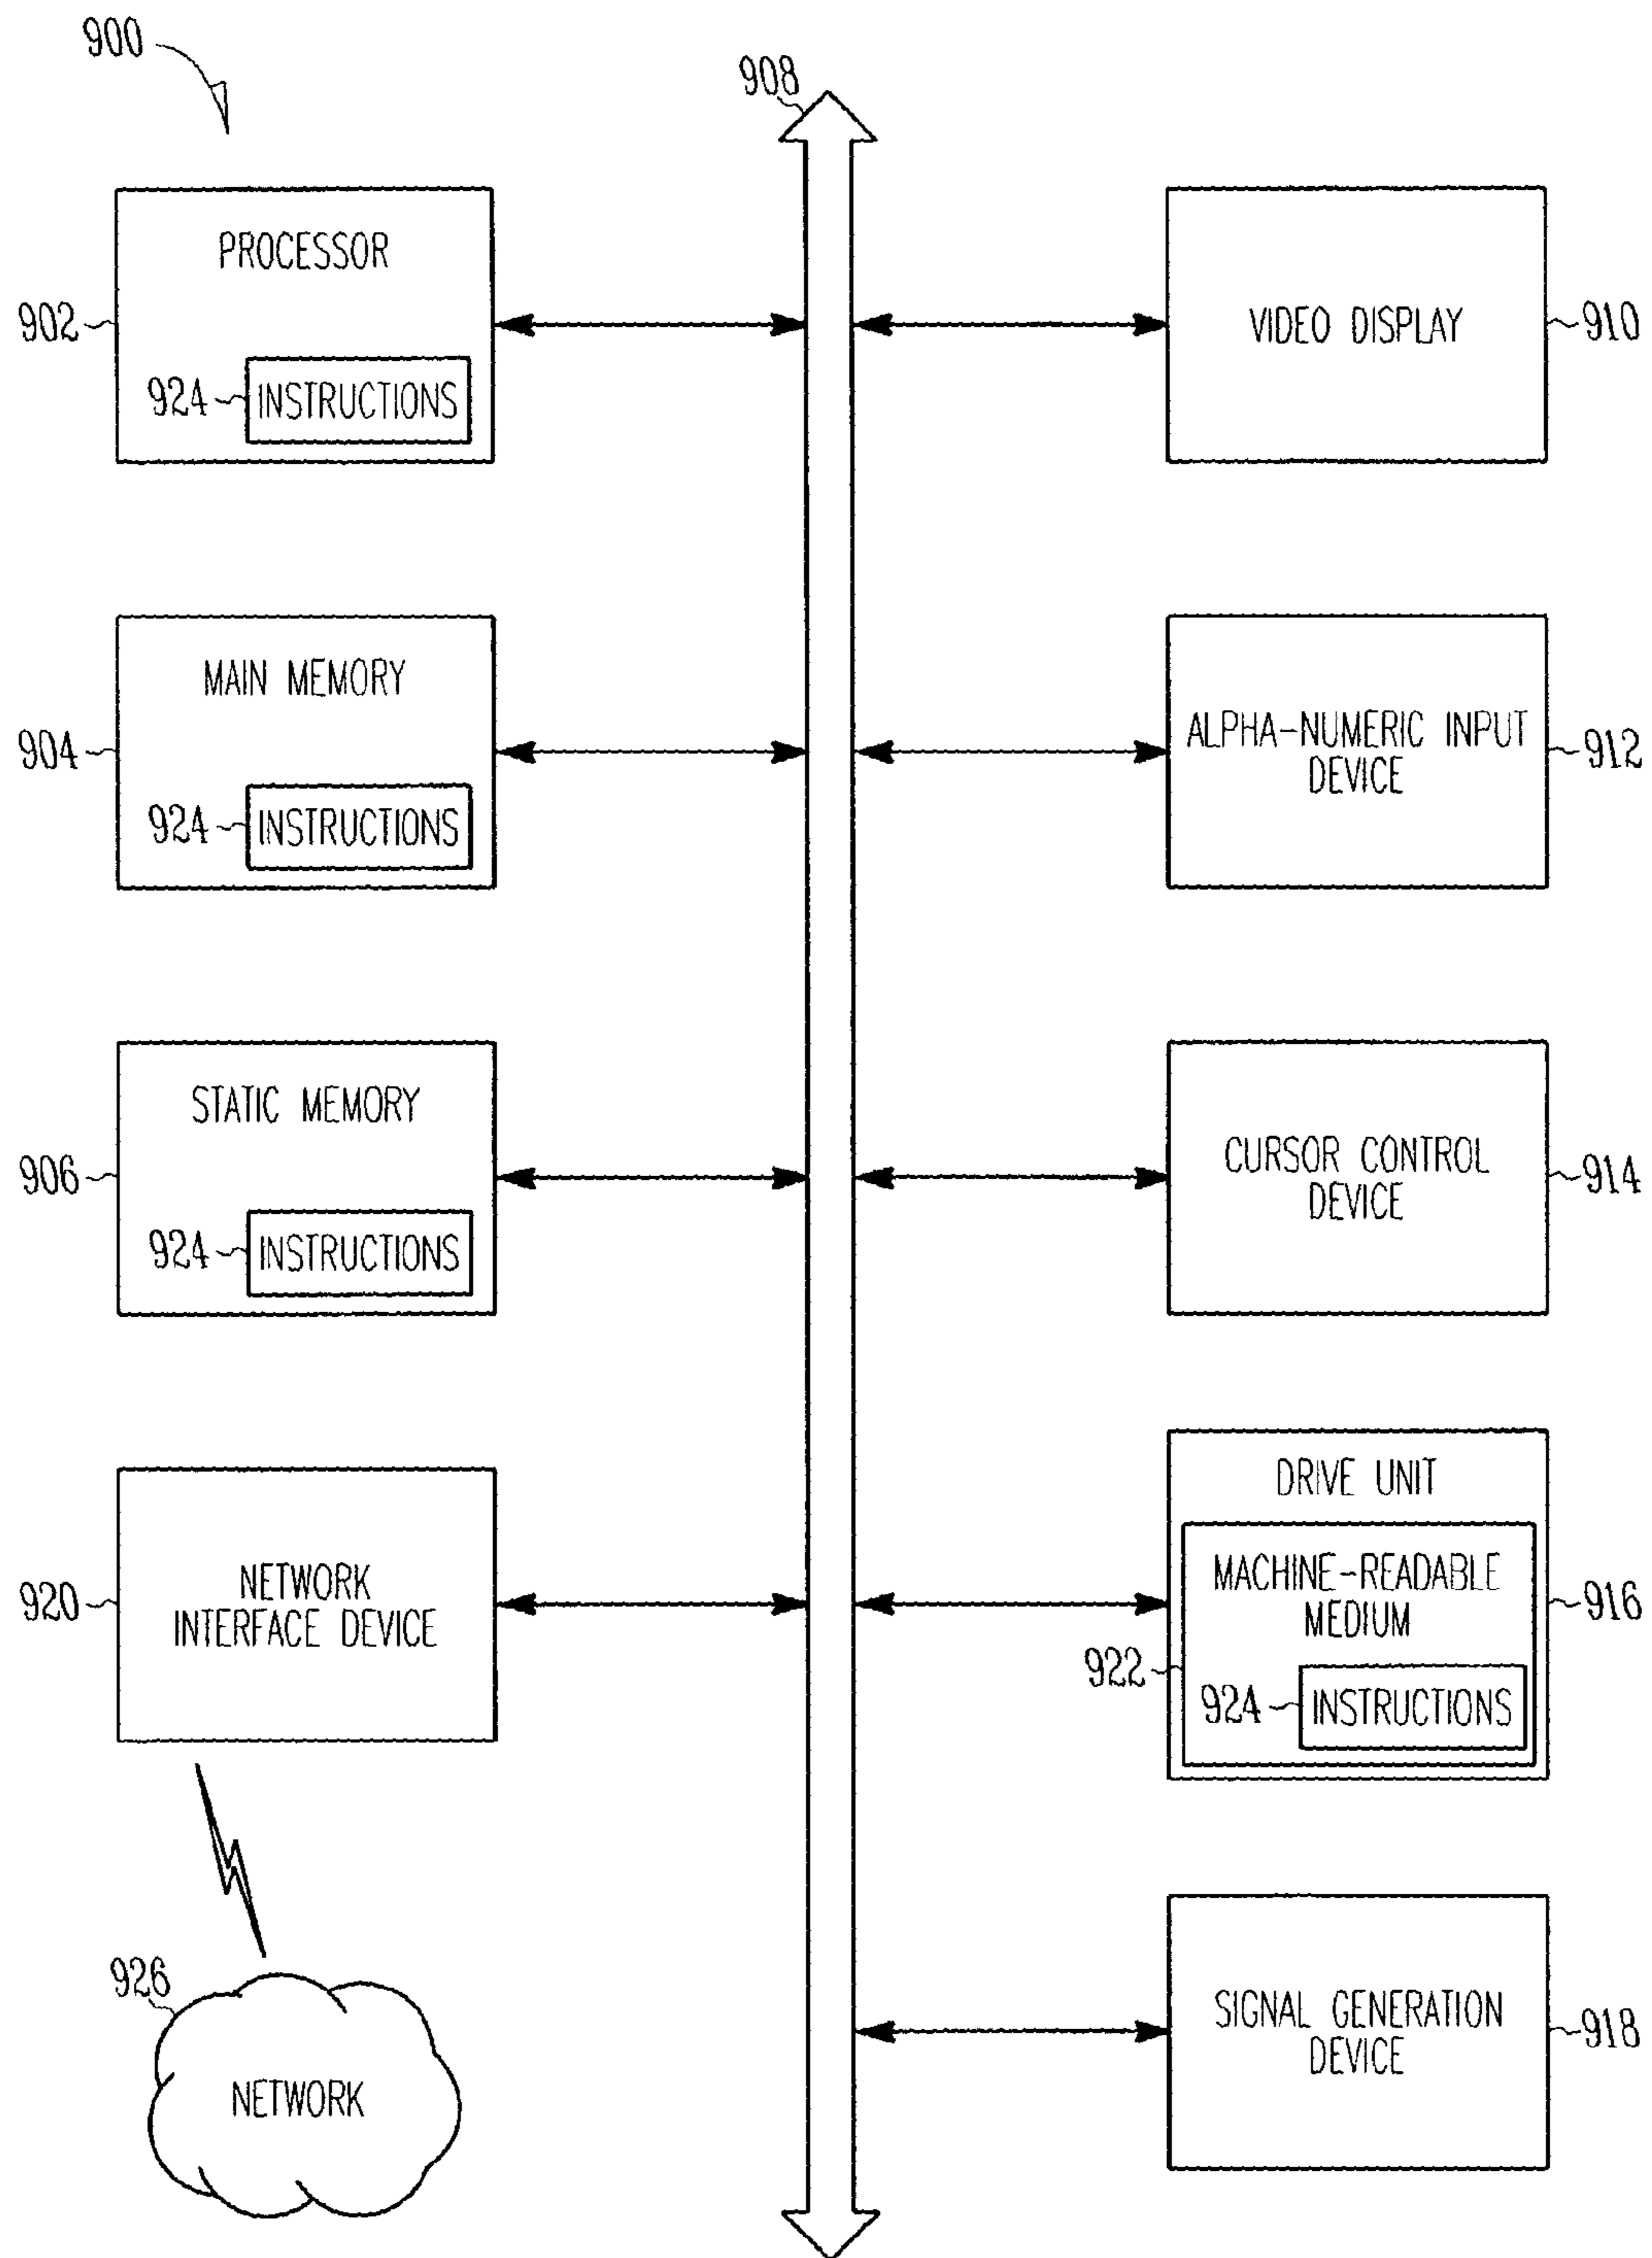 900
908
PROCESSOR
902
924
INSTRUCTIONS
VIDEO DISPLAY
910
MAIN MEMORY
904
924
INSTRUCTIONS
ALPHA-NUMERIC INPUT
DEVICE
912
STATIC MEMORY
906
924
INSTRUCTIONS
CURSOR CONTROL
DEVICE
914
NETWORK
INTERFACE DEVICE
920
DRIVE UNIT
MACHINE-READABLE
MEDIUM
916
922
924
INSTRUCTIONS
926
NETWORK
SIGNAL GENERATION
DEVICE
918